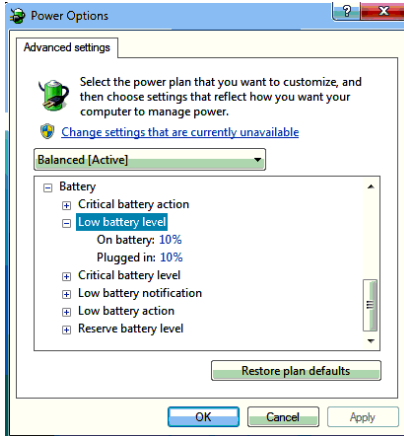 Power Options
Advanced settings
Select the power plan that you want to customize, and
then choose settings that reflect how you want your
computer to manage power.
Change settings that are currently unavailable
Balanced [Active]
Battery
Critical battery action
Low battery level
On battery: 10%
Plugged in: 10%
Critical battery level
Low battery notification
Low battery action
Reserve battery level
Restore plan defaults
OK Cancel Apply